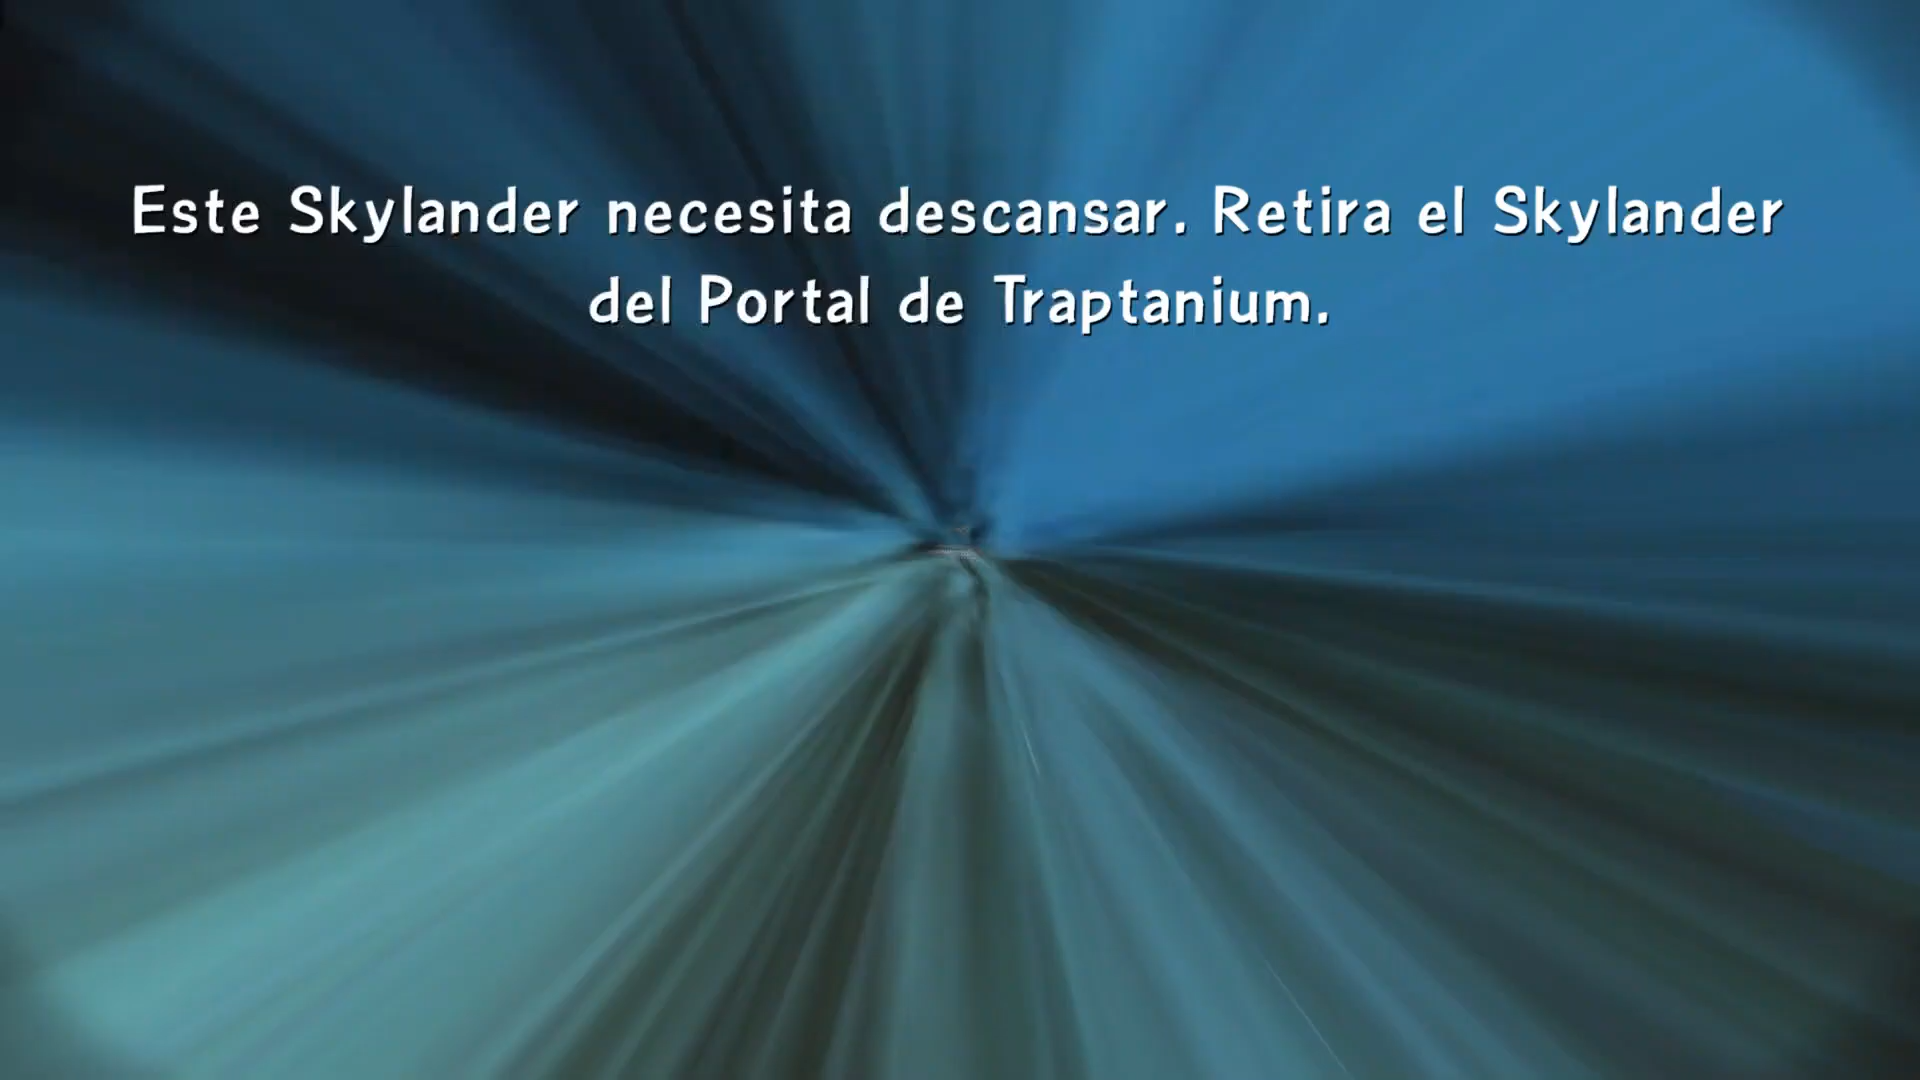 Este Skylander necesita descansar. Retira el Skylander
del Portal de Traptanium.